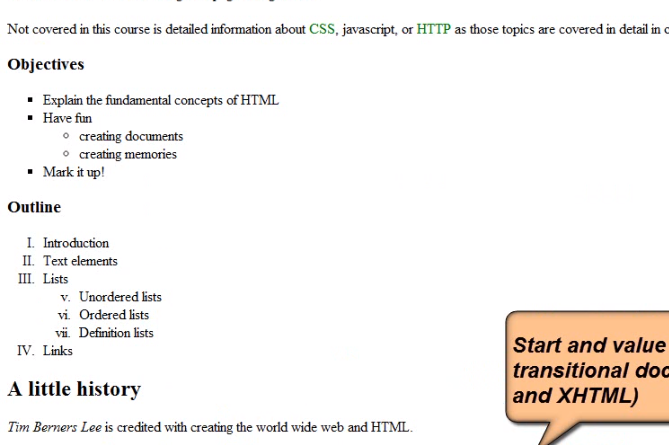 Not covered in this course is detailed information about CSS, javascript, or HTTP as those topics are covered in detail in
Objectives
Explain the fundamental concepts of HTML
Have fun
creating documents
creating memories
Mark it up!
Outline
I. Introduction
II. Text elements
III. Lists
v. Unordered lists
vi. Ordered lists
vii. Definition lists
IV. Links
A little history
Tim Berners Lee is credited with creating the world wide web and HTML.
Start and value
transitional doc
and XHTML)